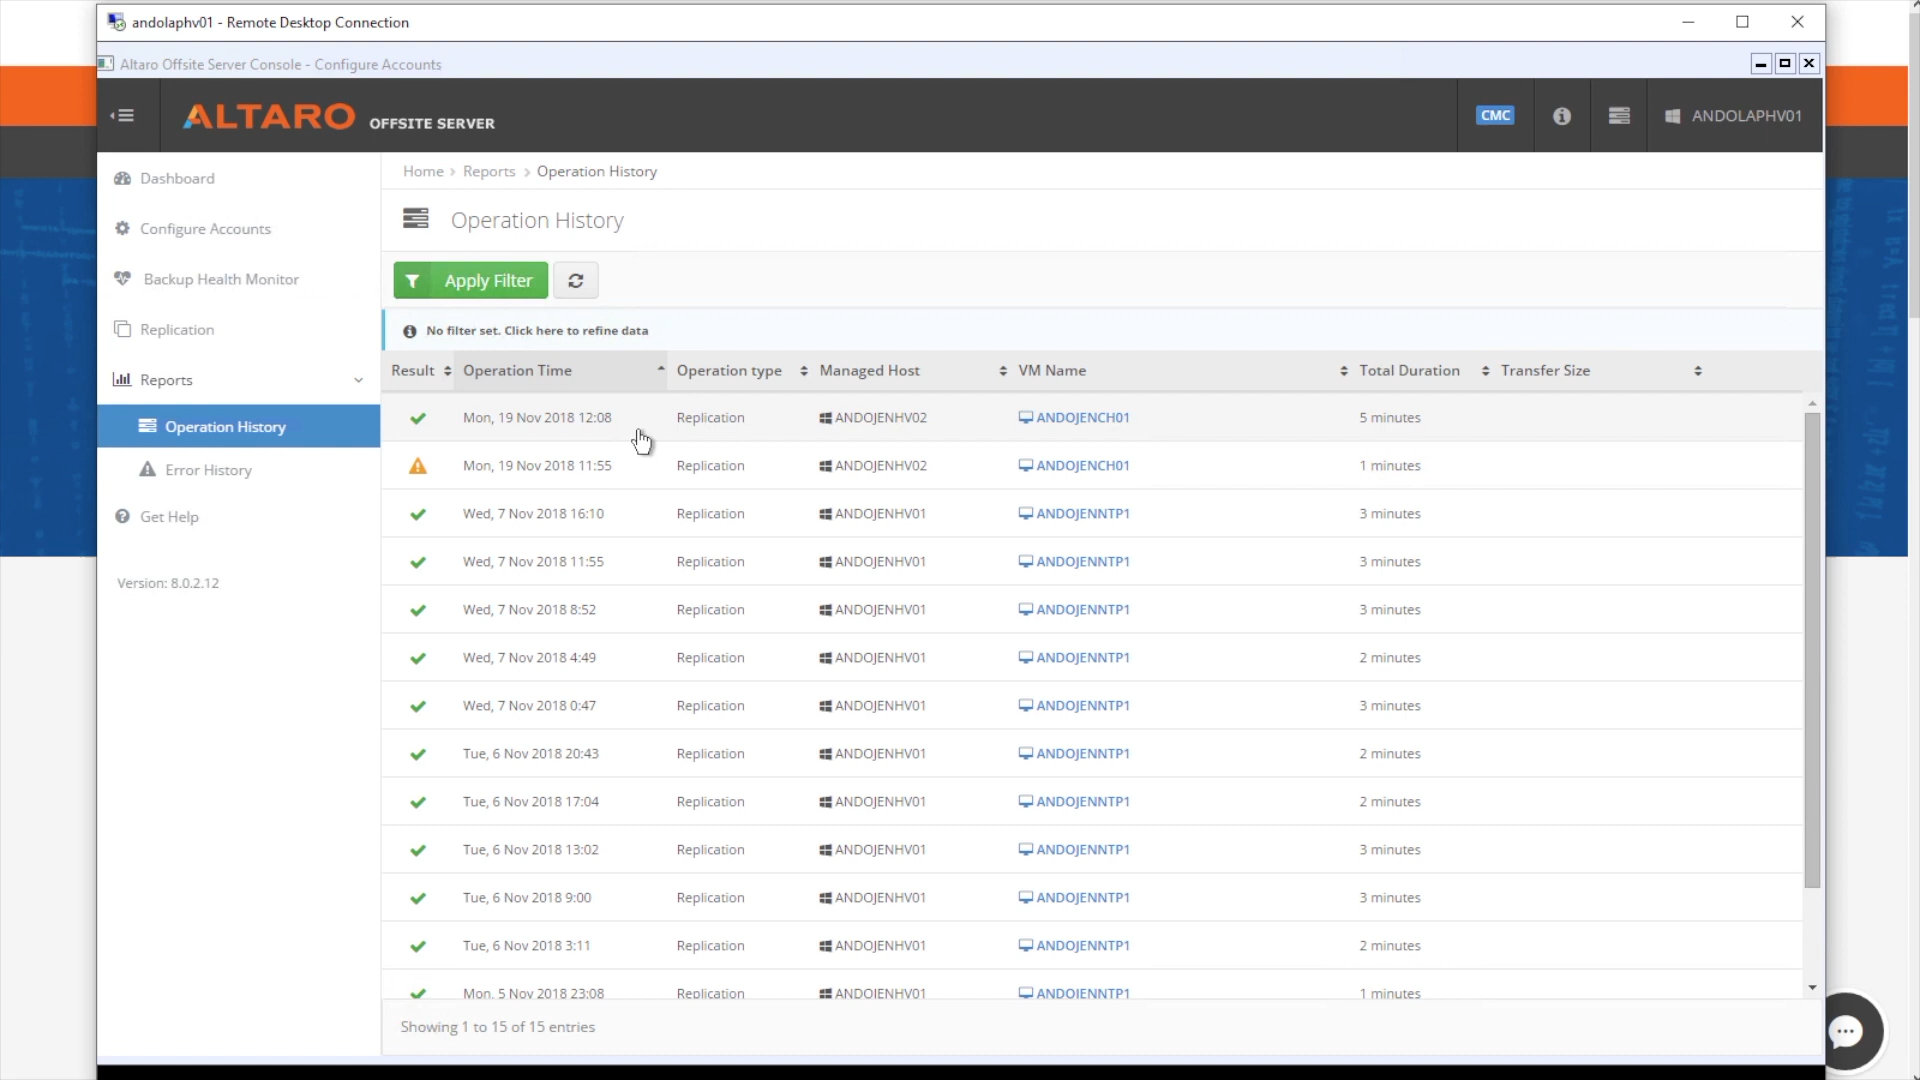 andolaphv01 - Remote Desktop Connection
Altaro Offsite Server Console - Configure Accounts
ALTARO OFFSITE SERVER
CMC
ANDOLAPHV01
Dashboard
Configure Accounts
Backup Health Monitor
Replication
Reports
Operation History
Error History
Get Help
Version: 8.0.2.12
Home > Reports > Operation History
Operation History
Apply Filter
No filter set. Click here to refine data
Result Operation Time Operation type Managed Host VM Name Total Duration Transfer Size
Mon, 19 Nov 2018 12:08 Replication ANDOJENHV02 ANDOJENCH01 5 minutes
Mon, 19 Nov 2018 11:55 Replication ANDOJENHV02 ANDOJENCH01 1 minutes
Wed, 7 Nov 2018 16:10 Replication ANDOJENHV01 ANDOJENNTP1 3 minutes
Wed, 7 Nov 2018 11:55 Replication ANDOJENHV01 ANDOJENNTP1 3 minutes
Wed, 7 Nov 2018 8:52 Replication ANDOJENHV01 ANDOJENNTP1 3 minutes
Wed, 7 Nov 2018 4:49 Replication ANDOJENHV01 ANDOJENNTP1 2 minutes
Wed, 7 Nov 2018 0:47 Replication ANDOJENHV01 ANDOJENNTP1 3 minutes
Tue, 6 Nov 2018 20:43 Replication ANDOJENHV01 ANDOJENNTP1 2 minutes
Tue, 6 Nov 2018 17:04 Replication ANDOJENHV01 ANDOJENNTP1 2 minutes
Tue, 6 Nov 2018 13:02 Replication ANDOJENHV01 ANDOJENNTP1 3 minutes
Tue, 6 Nov 2018 9:00 Replication ANDOJENHV01 ANDOJENNTP1 3 minutes
Tue, 6 Nov 2018 3:11 Replication ANDOJENHV01 ANDOJENNTP1 2 minutes
Mon, 5 Nov 2018 23:08 Replication ANDOJENHV01 ANDOJENNTP1 1 minutes
Showing 1 to 15 of 15 entries